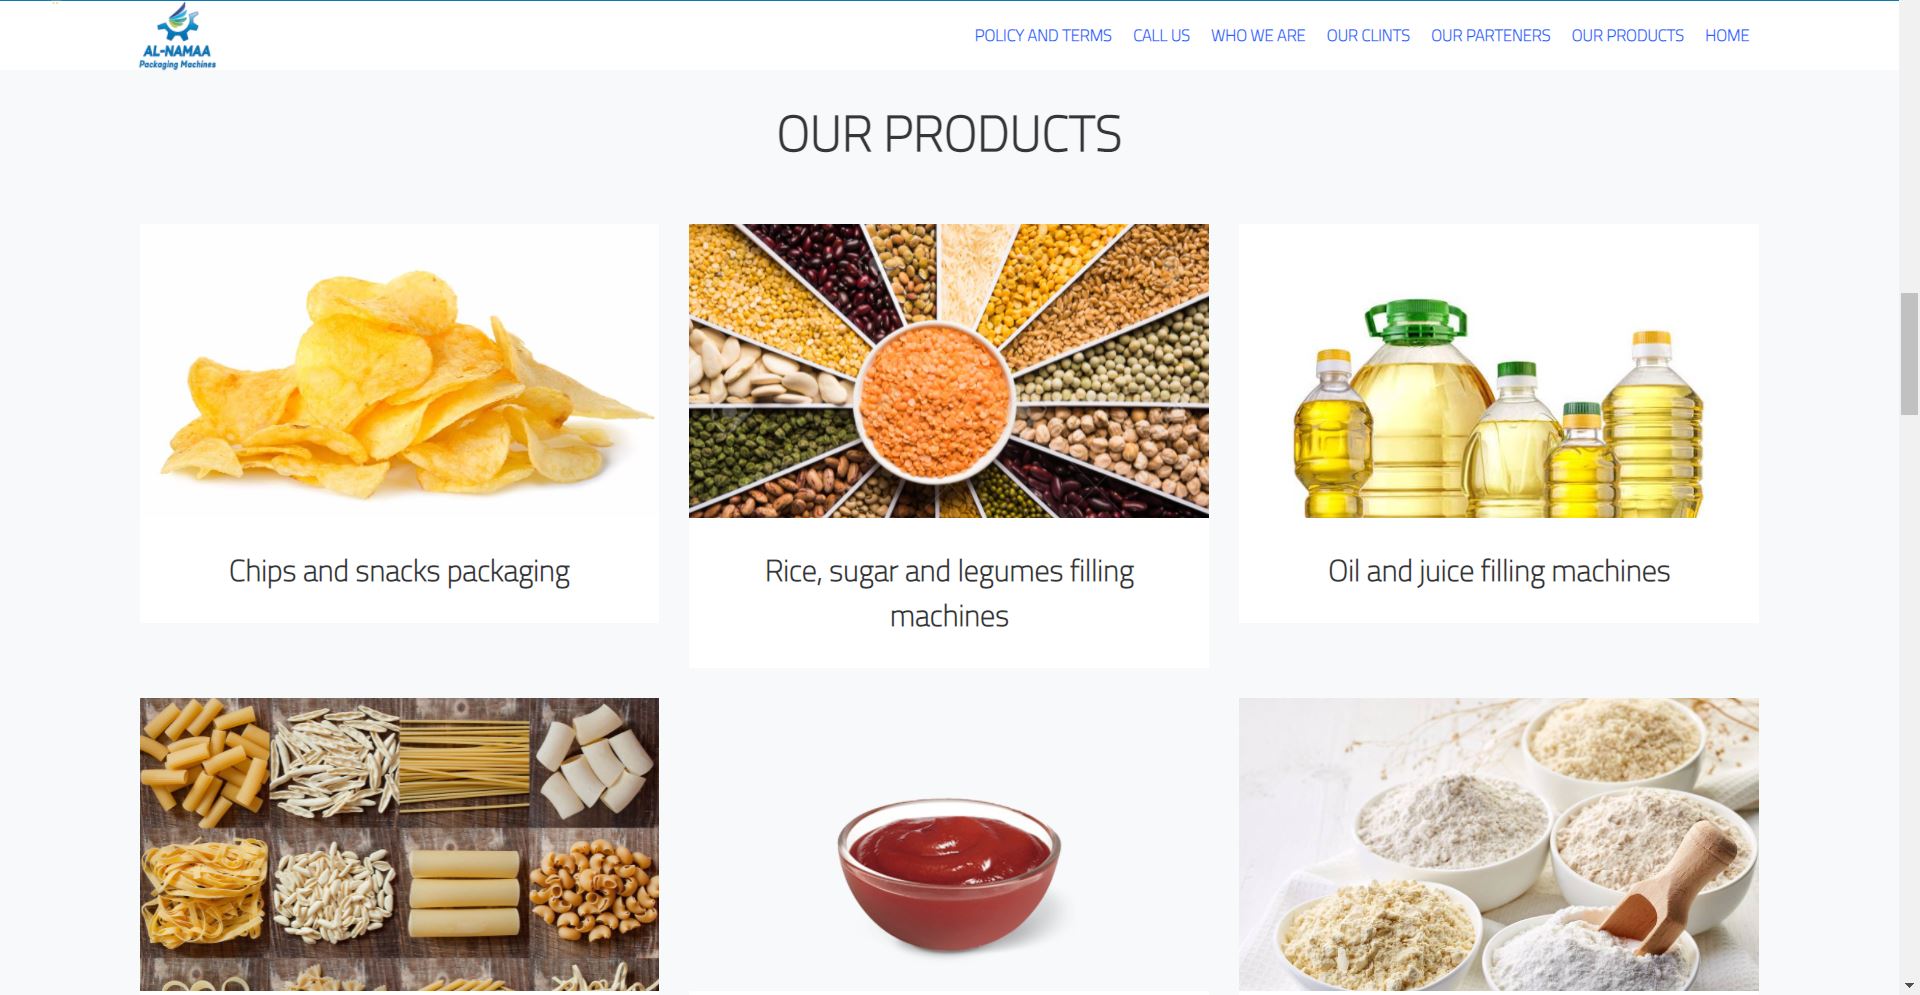 AL-NAMAA
Packaging Machines
POLICY AND TERMS CALL US WHO WE ARE OUR CLINTS OUR PARTENERS OUR PRODUCTS HOME
OUR PRODUCTS
Chips and snacks packaging
Rice, sugar and legumes filling
machines
Oil and juice filling machines